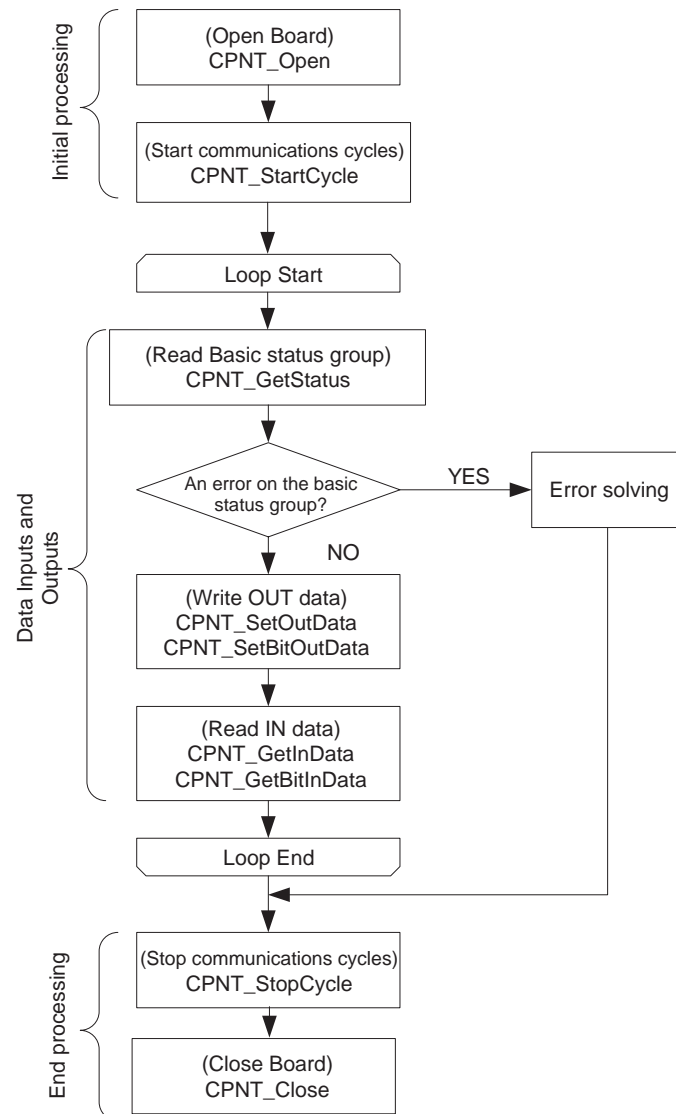 Initial processing
(Open Board)
CPNT_Open
(Start communications cycles)
CPNT_StartCycle
Loop Start
Data Inputs and
Outputs
(Read Basic status group)
CPNT_GetStatus
An error on the basic
status group?
YES
Error solving
NO
(Write OUT data)
CPNT_SetOutData
CPNT_SetBitOutData
(Read IN data)
CPNT_GetInData
CPNT_GetBitInData
Loop End
End processing
(Stop communications cycles)
CPNT_StopCycle
(Close Board)
CPNT_Close